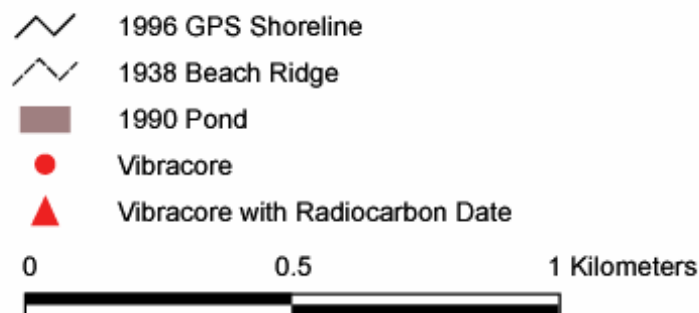 1996 GPS Shoreline
1938 Beach Ridge
1990 Pond
Vibracore
Vibracore with Radiocarbon Date
0 0.5 1 Kilometers